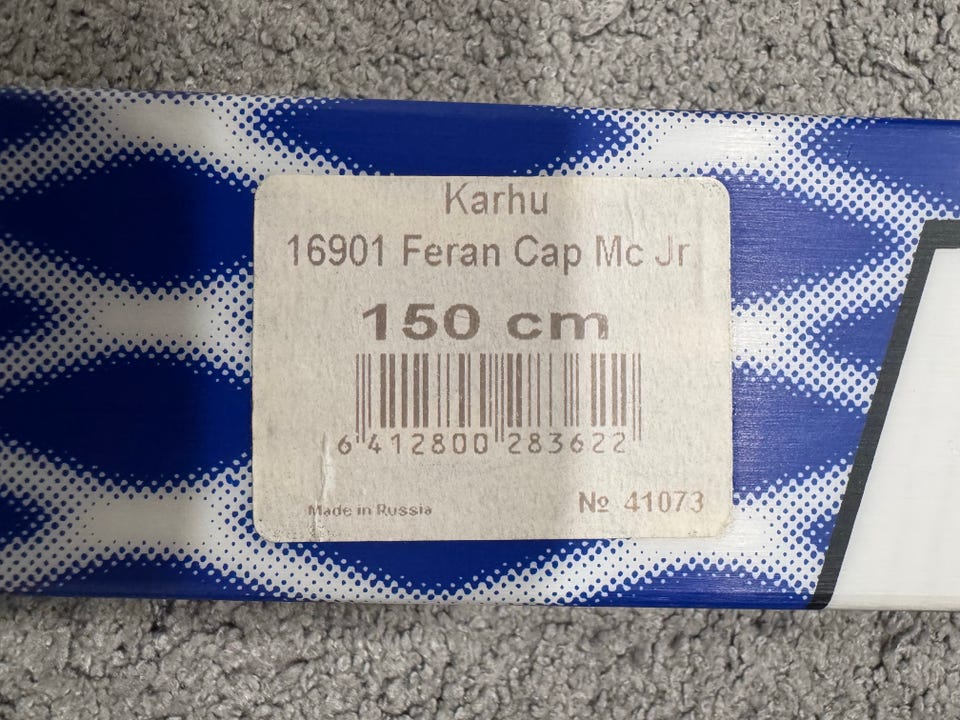 Karhu
16901 Feran Cap Mc Jr
150 cm
6 412800 283622
Made in Russia
№ 41073